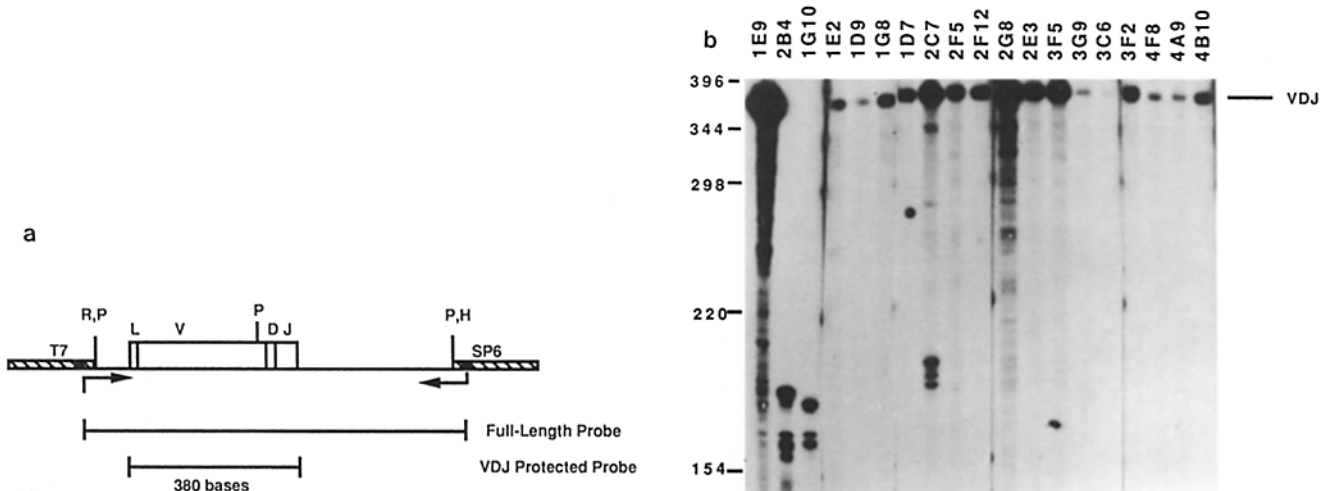 a
R,P
P
P,H
L
V
D J
T7
SP6
Full-Length Probe
VDJ Protected Probe
380 bases
b
1E9
2B4
1G10
1E2
1D9
1G8
1D7
2C7
2F5
2F12
2G8
2E3
3F5
3G9
3C6
3F2
4F8
4A9
4B10
396
344
298
220
154
VDJ